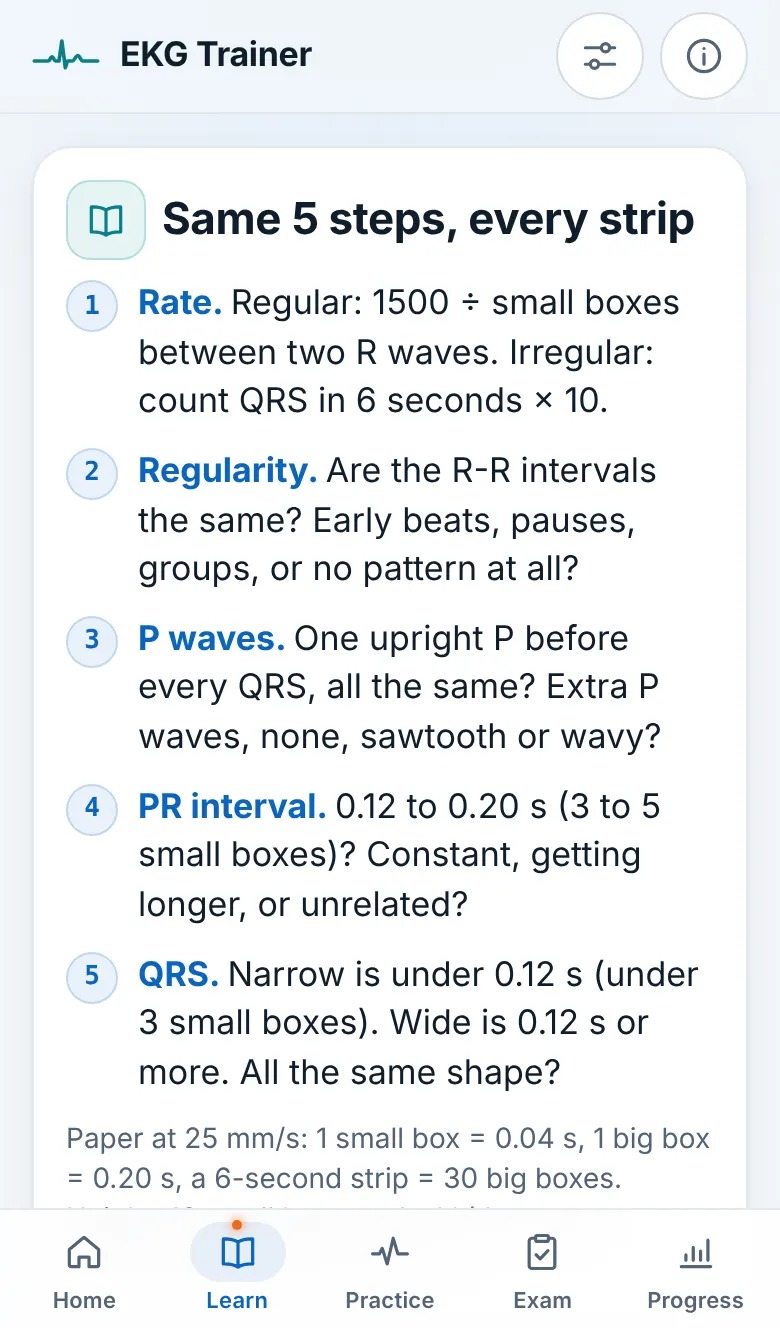 EKG Trainer
Same 5 steps, every strip
1 Rate. Regular: 1500 ÷ small boxes
between two R waves. Irregular:
count QRS in 6 seconds × 10.
2 Regularity. Are the R-R intervals
the same? Early beats, pauses,
groups, or no pattern at all?
3 P waves. One upright P before
every QRS, all the same? Extra P
waves, none, sawtooth or wavy?
4 PR interval. 0.12 to 0.20 s (3 to 5
small boxes)? Constant, getting
longer, or unrelated?
5 QRS. Narrow is under 0.12 s (under
3 small boxes). Wide is 0.12 s or
more. All the same shape?
Paper at 25 mm/s: 1 small box = 0.04 s, 1 big box
= 0.20 s, a 6-second strip = 30 big boxes.
Home Learn Practice Exam Progress